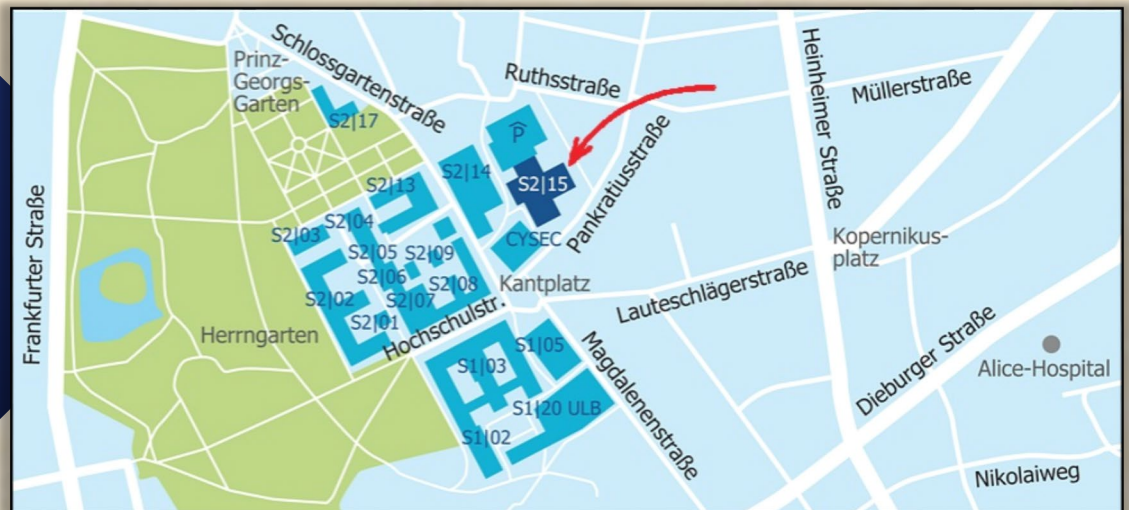 Schlossgartenstraße
Prinz-
Georgs-
Garten
S2|17
Ruthsstraße
Heinheimer Straße
Müllerstraße
P
S2|14
S2|15
Pankratiusstraße
S2|13
S2|04
S2|03
CYSEC
S2|05
S2|09
Kopernikus-
platz
Frankfurter Straße
S2|06
S2|08
Kantplatz
S2|02
S2|07
Lauteschlägerstraße
S2|01
Hochschulstr.
Herrngarten
S1|05
S1|03
Magdalenenstraße
Dieburger Straße
Alice-Hospital
S1|20 ULB
S1|02
Nikolaiweg